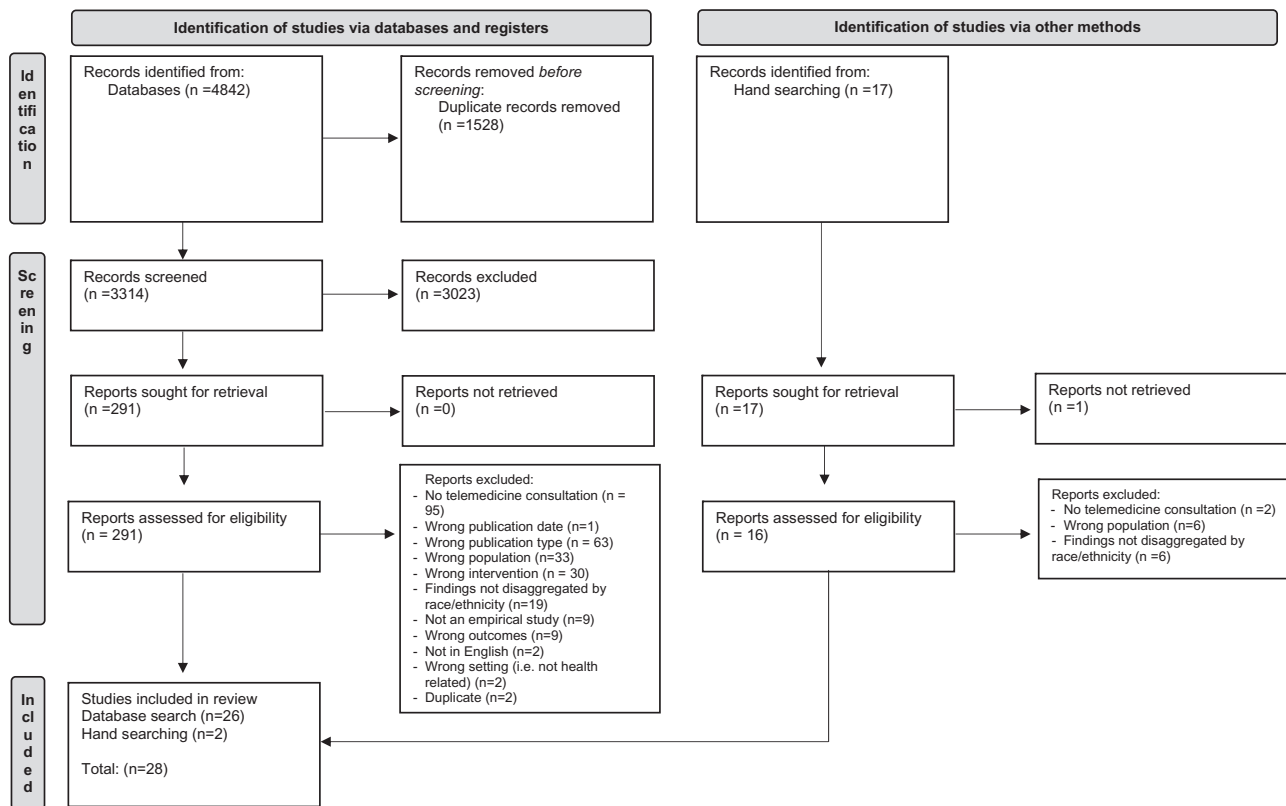 Identification of studies via databases and registers
Identification of studies via other methods
Id
en
tifi
ca
tio
n
Records identified from:
Databases (n =4842)
Records removed before
screening:
Duplicate records removed
(n =1528)
Records identified from:
Hand searching (n =17)
Sc
re
en
in
g
Records screened
(n =3314)
Records excluded
(n =3023)
Reports sought for retrieval
(n =291)
Reports not retrieved
(n =0)
Reports sought for retrieval
(n =17)
Reports not retrieved
(n =1)
Reports assessed for eligibility
(n = 291)
Reports excluded:
- No telemedicine consultation (n =
95)
- Wrong publication date (n=1)
- Wrong publication type (n = 63)
- Wrong population (n=33)
- Wrong intervention (n = 30)
- Findings not disaggregated by
race/ethnicity (n=19)
- Not an empirical study (n=9)
- Wrong outcomes (n=9)
- Not in English (n=2)
- Wrong setting (i.e. not health
related) (n=2)
- Duplicate (n=2)
Reports assessed for eligibility
(n = 16)
Reports excluded:
- No telemedicine consultation (n =2)
- Wrong population (n=6)
- Findings not disaggregated by
race/ethnicity (n =6)
In
cl
u
de
d
Studies included in review
Database search (n=26)
Hand searching (n=2)
Total: (n=28)